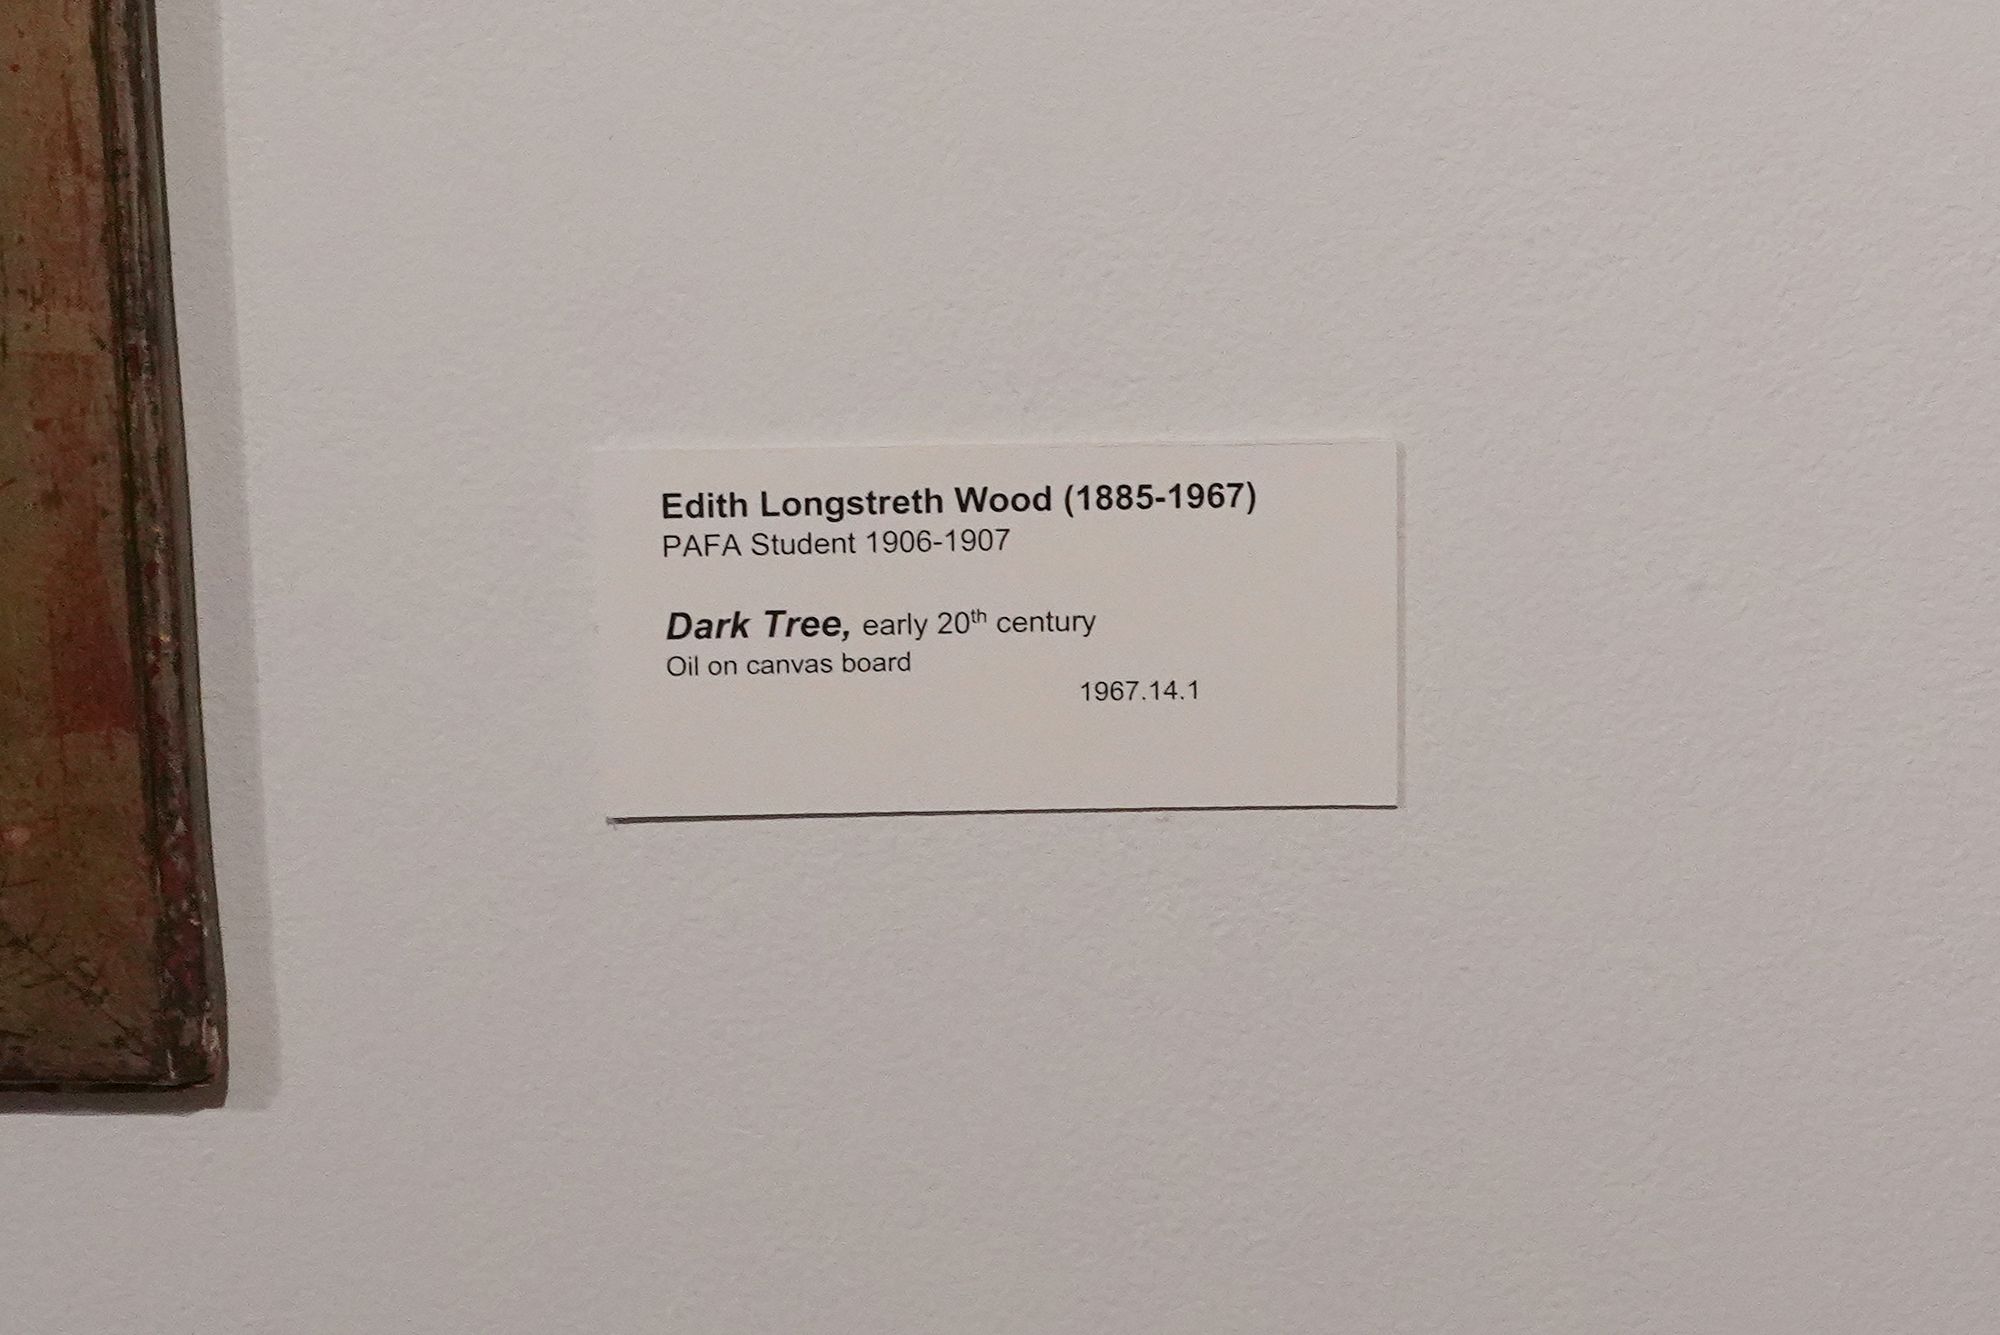 Edith Longstreth Wood (1885-1967)
PAFA Student 1906-1907
Dark Tree, early 20th century
Oil on canvas board
1967.14.1